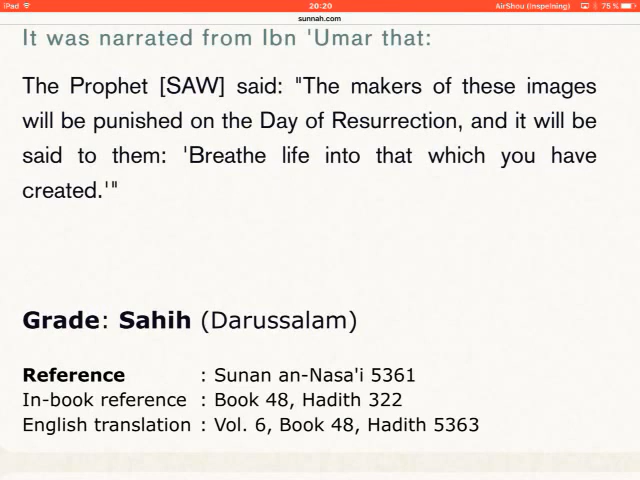 iPad 20:20 AirShou (Inspelning) 75 %
sunnah.com
It was narrated from Ibn 'Umar that:
The Prophet [SAW] said: "The makers of these images
will be punished on the Day of Resurrection, and it will be
said to them: 'Breathe life into that which you have
created.'"
Grade: Sahih (Darussalam)
Reference : Sunan an-Nasa'i 5361
In-book reference : Book 48, Hadith 322
English translation : Vol. 6, Book 48, Hadith 5363